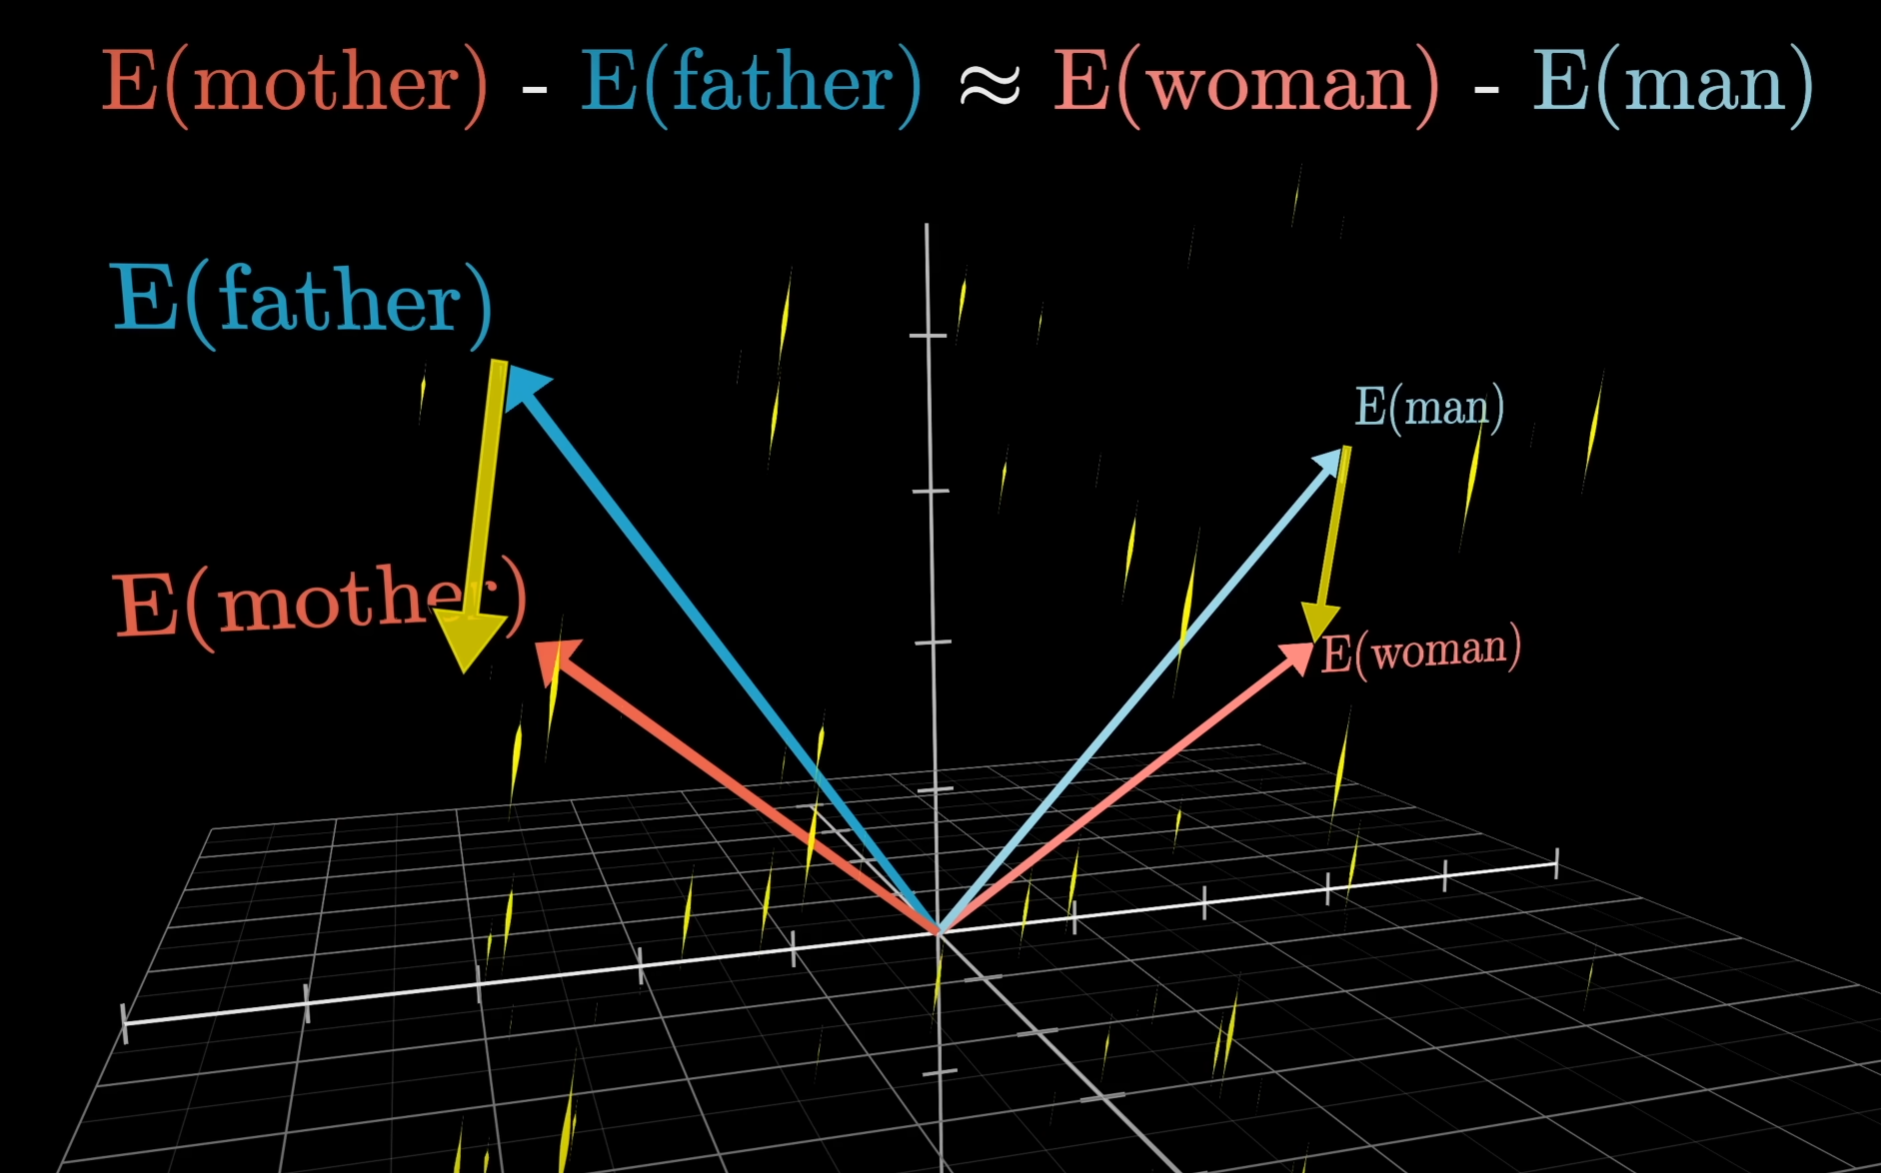 E(mother) - E(father) ≈ E(woman) - E(man)
E(father)
E(man)
E(mother)
E(woman)